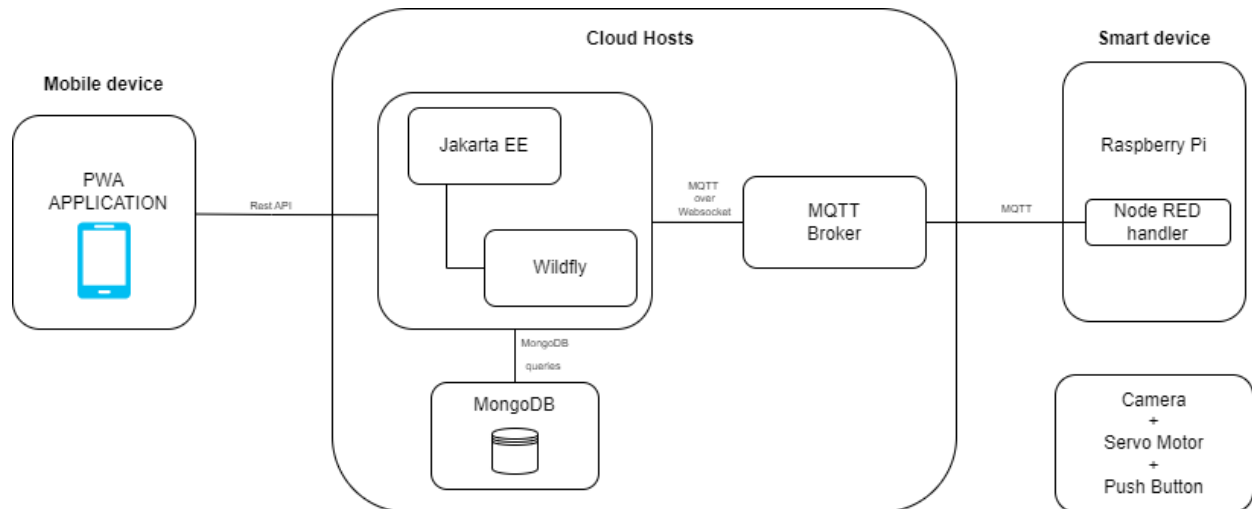 Cloud Hosts
Smart device
Mobile device
Jakarta EE
Raspberry Pi
PWA
APPLICATION
Rest API
MQTT
over
Websocket
MQTT
Broker
MQTT
Node RED
handler
Wildfly
MongoDB
queries
MongoDB
Camera
+
Servo Motor
+
Push Button